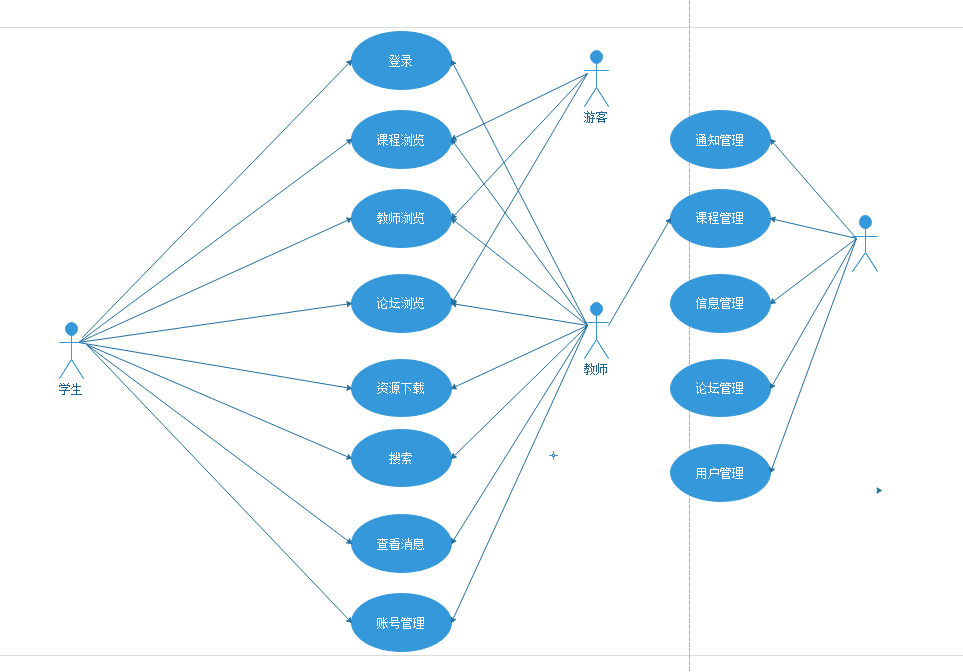 登录
课程浏览
教师浏览
论坛浏览
资源下载
搜索
查看消息
账号管理
学生
游客
教师
通知管理
课程管理
信息管理
论坛管理
用户管理